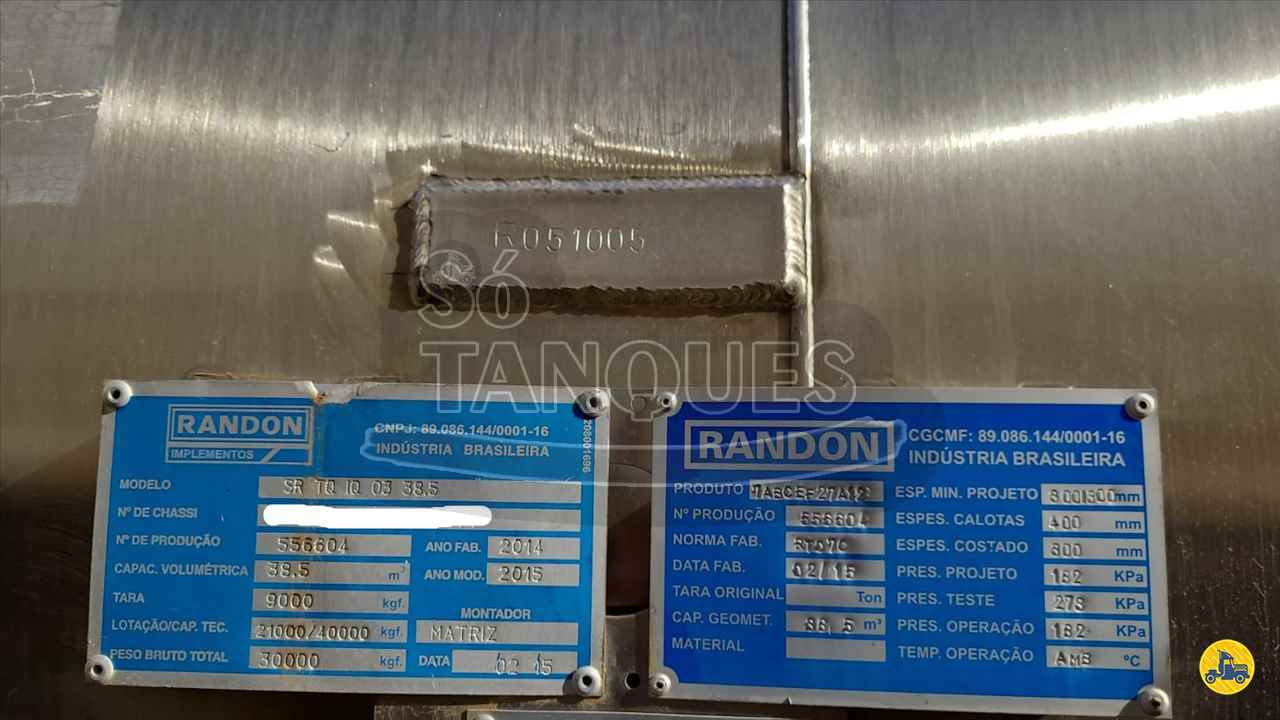 R051005
Só
TANQUES
RANDON
IMPLEMENTOS
CNPJ: 89.086.144/0001-16
INDÚSTRIA BRASILEIRA
208001696
MODELO SR TQ IQ 03 38,5
Nº DE CHASSI
Nº DE PRODUÇÃO 556604 ANO FAB. 2014
CAPAC. VOLUMÉTRICA 38.5 m³ ANO MOD. 2015
TARA 9000 kgf. MONTADOR
LOTAÇÃO/CAP. TEC. 21000/40000 kgf. MATRIZ
PESO BRUTO TOTAL 30000 kgf. DATA 02 15
RANDON
CGCMF: 89.086.144/0001-16
INDÚSTRIA BRASILEIRA
PRODUTO ESP. MIN. PROJETO mm
Nº PRODUÇÃO 556604 ESPES. CALOTAS 400 mm
NORMA FAB. ESPES. COSTADO 300 mm
DATA FAB. 02/15 PRES. PROJETO 182 KPa
TARA ORIGINAL Ton PRES. TESTE 273 KPa
CAP. GEOMET. 38,5 m³ PRES. OPERAÇÃO 182 KPa
MATERIAL TEMP. OPERAÇÃO AMB °C